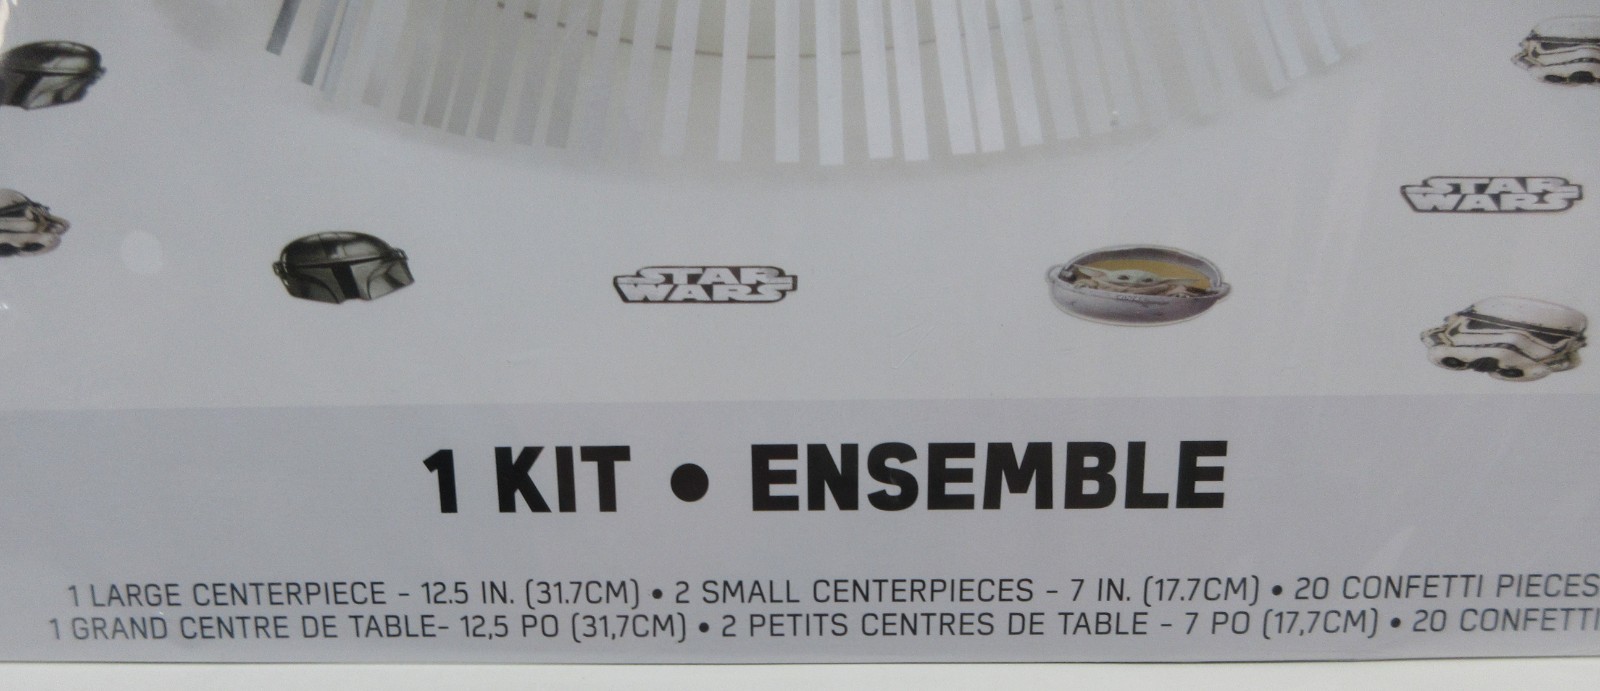 STAR
WARS
STAR
WARS
1 KIT • ENSEMBLE
1 LARGE CENTERPIECE - 12.5 IN. (31.7CM) • 2 SMALL CENTERPIECES - 7 IN. (17.7CM) • 20 CONFETTI PIECES
1 GRAND CENTRE DE TABLE- 12,5 PO (31,7CM) • 2 PETITS CENTRES DE TABLE - 7 PO (17,7CM) • 20 CONFETTI